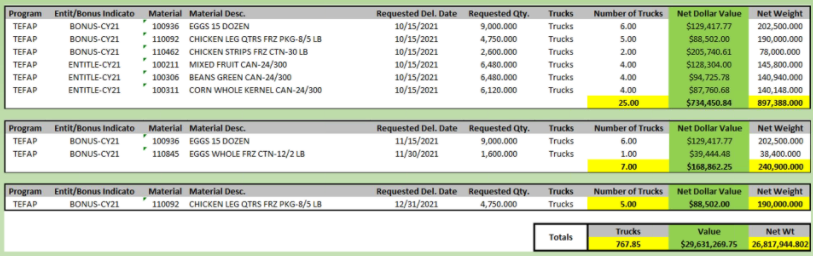 Program Entit/Bonus Indicato Material Material Desc. Requested Del. Date Requested Qty. Trucks Number of Trucks Net Dollar Value Net Weight
TEFAP BONUS-CY21 100936 EGGS 15 DOZEN 10/15/2021 9,000.000 Trucks 6.00 $129,417.77 202,500.000
TEFAP BONUS-CY21 110092 CHICKEN LEG QTRS FRZ PKG-8/5 LB 10/15/2021 4,750.000 Trucks 5.00 $88,502.00 190,000.000
TEFAP BONUS-CY21 110462 CHICKEN STRIPS FRZ CTN-30 LB 10/15/2021 2,600.000 Trucks 2.00 $205,740.61 78,000.000
TEFAP ENTITLE-CY21 100211 MIXED FRUIT CAN-24/300 10/15/2021 6,480.000 Trucks 4.00 $128,304.00 145,800.000
TEFAP ENTITLE-CY21 100306 BEANS GREEN CAN-24/300 10/15/2021 6,480.000 Trucks 4.00 $94,725.78 140,940.000
TEFAP ENTITLE-CY21 100311 CORN WHOLE KERNEL CAN-24/300 10/15/2021 6,120.000 Trucks 4.00 $87,760.68 140,148.000
25.00 $734,450.84 897,388.000
Program Entit/Bonus Indicato Material Material Desc. Requested Del. Date Requested Qty. Trucks Number of Trucks Net Dollar Value Net Weight
TEFAP BONUS-CY21 100936 EGGS 15 DOZEN 11/15/2021 9,000.000 Trucks 6.00 $129,417.77 202,500.000
TEFAP BONUS-CY21 110845 EGGS WHOLE FRZ CTN-12/2 LB 11/30/2021 1,600.000 Trucks 1.00 $39,444.48 38,400.000
7.00 $168,862.25 240,900.000
Program Entit/Bonus Indicato Material Material Desc. Requested Del. Date Requested Qty. Trucks Number of Trucks Net Dollar Value Net Weight
TEFAP BONUS-CY21 110092 CHICKEN LEG QTRS FRZ PKG-8/5 LB 12/31/2021 4,750.000 Trucks 5.00 $88,502.00 190,000.000
Totals Trucks Value Net Wt
767.85 $29,631,269.75 26,817,944.802